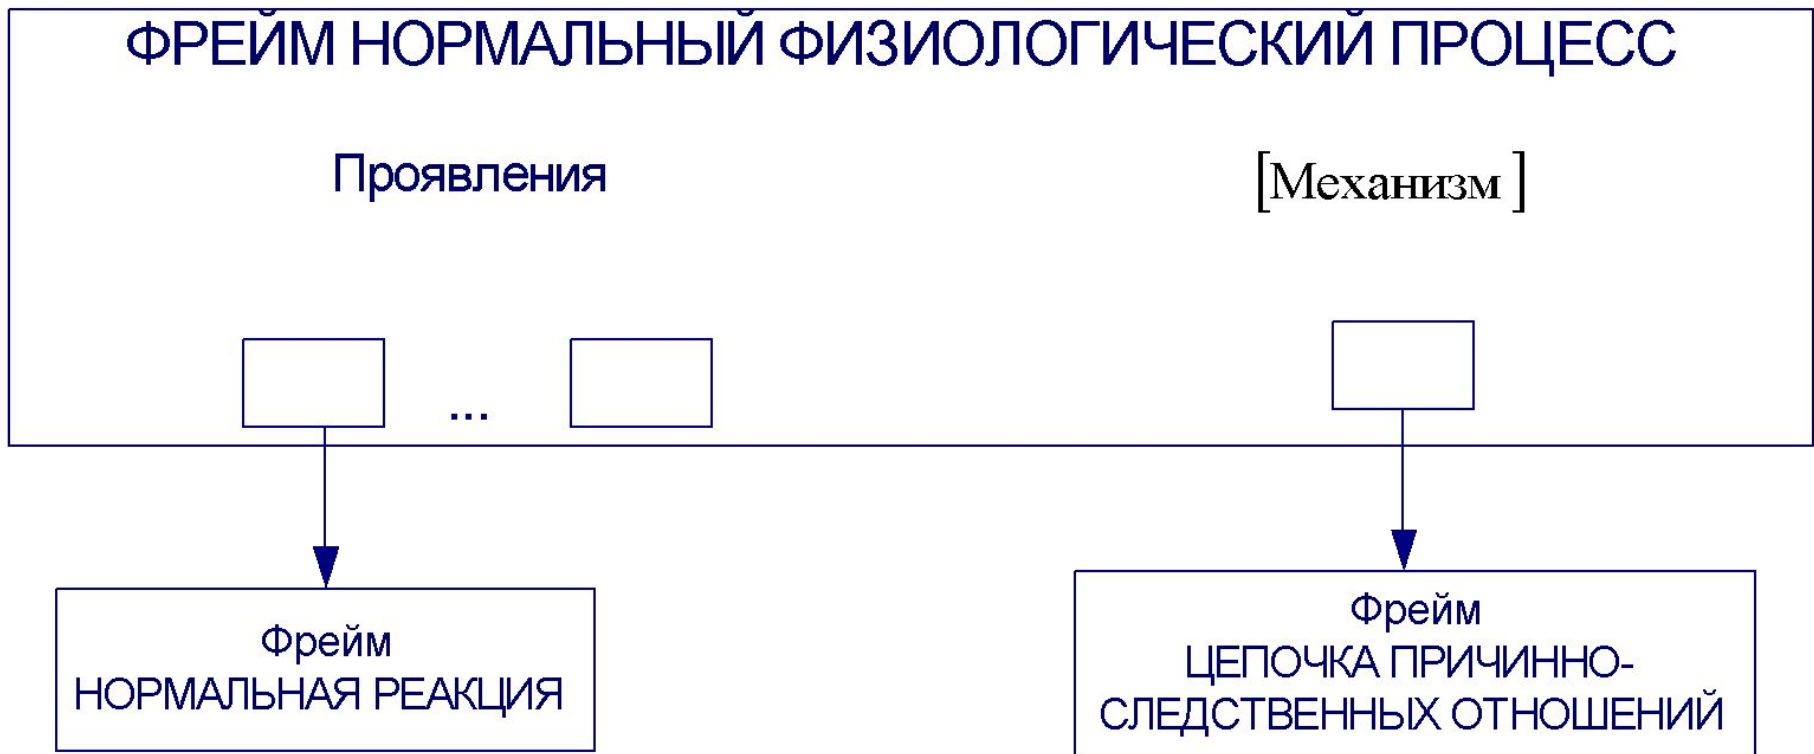 ФРЕЙМ НОРМАЛЬНЫЙ ФИЗИОЛОГИЧЕСКИЙ ПРОЦЕСС
Проявления
[Механизм ]
...
Фрейм
НОРМАЛЬНАЯ РЕАКЦИЯ
Фрейм
ЦЕПОЧКА ПРИЧИННО-
СЛЕДСТВЕННЫХ ОТНОШЕНИЙ